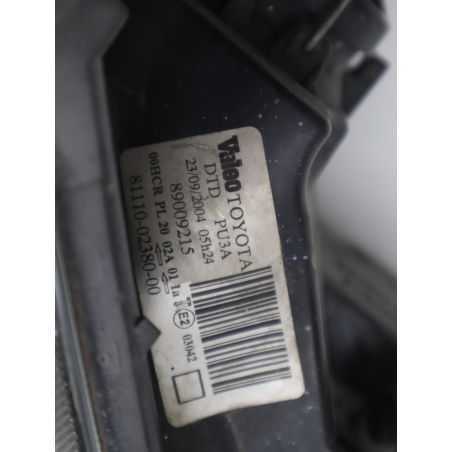 Valeo TOYOTA
DTD PU3A
23/09/2004 05h24
89009215
00HCR PL 20 02A 01 1a E2 03042
81110-02380-00